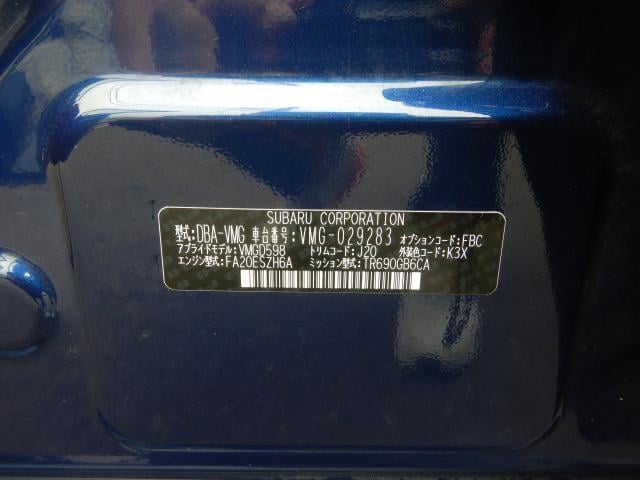 SUBARU CORPORATION
型式:DBA-VMG 車台番号:VMG-029283 オプションコード:FBC
アプライドモデル:VMGD598 トリムコード:J20 外装色コード:K3X
エンジン型式:FA20ESZH6A ミッション型式:TR690GB6CA